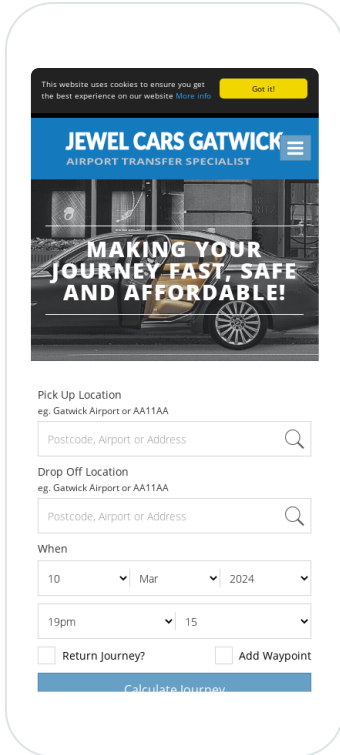 This website uses cookies to ensure you get
the best experience on our website More info
Got it!
JEWEL CARS GATWICK
AIRPORT TRANSFER SPECIALIST
MAKING YOUR
JOURNEY FAST, SAFE
AND AFFORDABLE!
Pick Up Location
eg. Gatwick Airport or AA11AA
Postcode, Airport or Address
Drop Off Location
eg. Gatwick Airport or AA11AA
Postcode, Airport or Address
When
10 Mar 2024
19pm 15
Return Journey? Add Waypoint
Calculate Journey